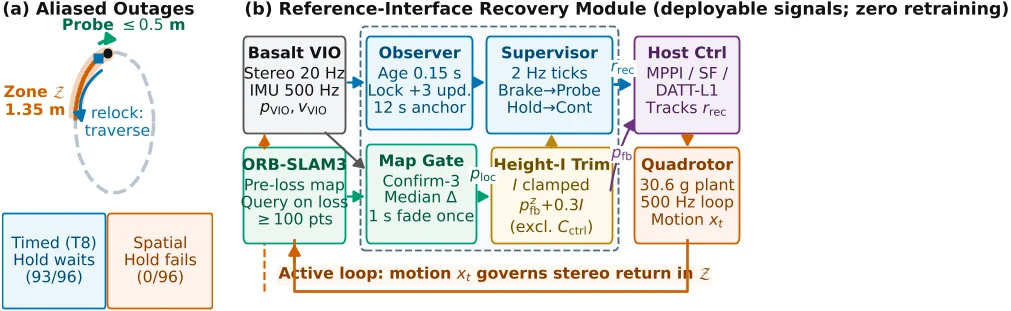 (a) Aliased Outages
Probe ≤0.5 m
Zone Z
1.35 m
relock:
traverse
Timed (T8)
Hold waits
(93/96)
Spatial
Hold fails
(0/96)
(b) Reference-Interface Recovery Module (deployable signals; zero retraining)
Basalt VIO
Stereo 20 Hz
IMU 500 Hz
p_VIO, v_VIO
Observer
Age 0.15 s
Lock +3 upd.
12 s anchor
Supervisor
2 Hz ticks
Brake→Probe
Hold→Cont
r_rec
Host Ctrl
MPPI / SF /
DATT-L1
Tracks r_rec
ORB-SLAM3
Pre-loss map
Query on loss
≥100 pts
Map Gate
Confirm-3
Median Δ
1 s fade once
p_loc
Height-I Trim
I clamped
p^z_fb+0.3I
(excl. C_ctrl)
p_fb
Quadrotor
30.6 g plant
500 Hz loop
Motion x_t
Active loop: motion x_t governs stereo return in Z